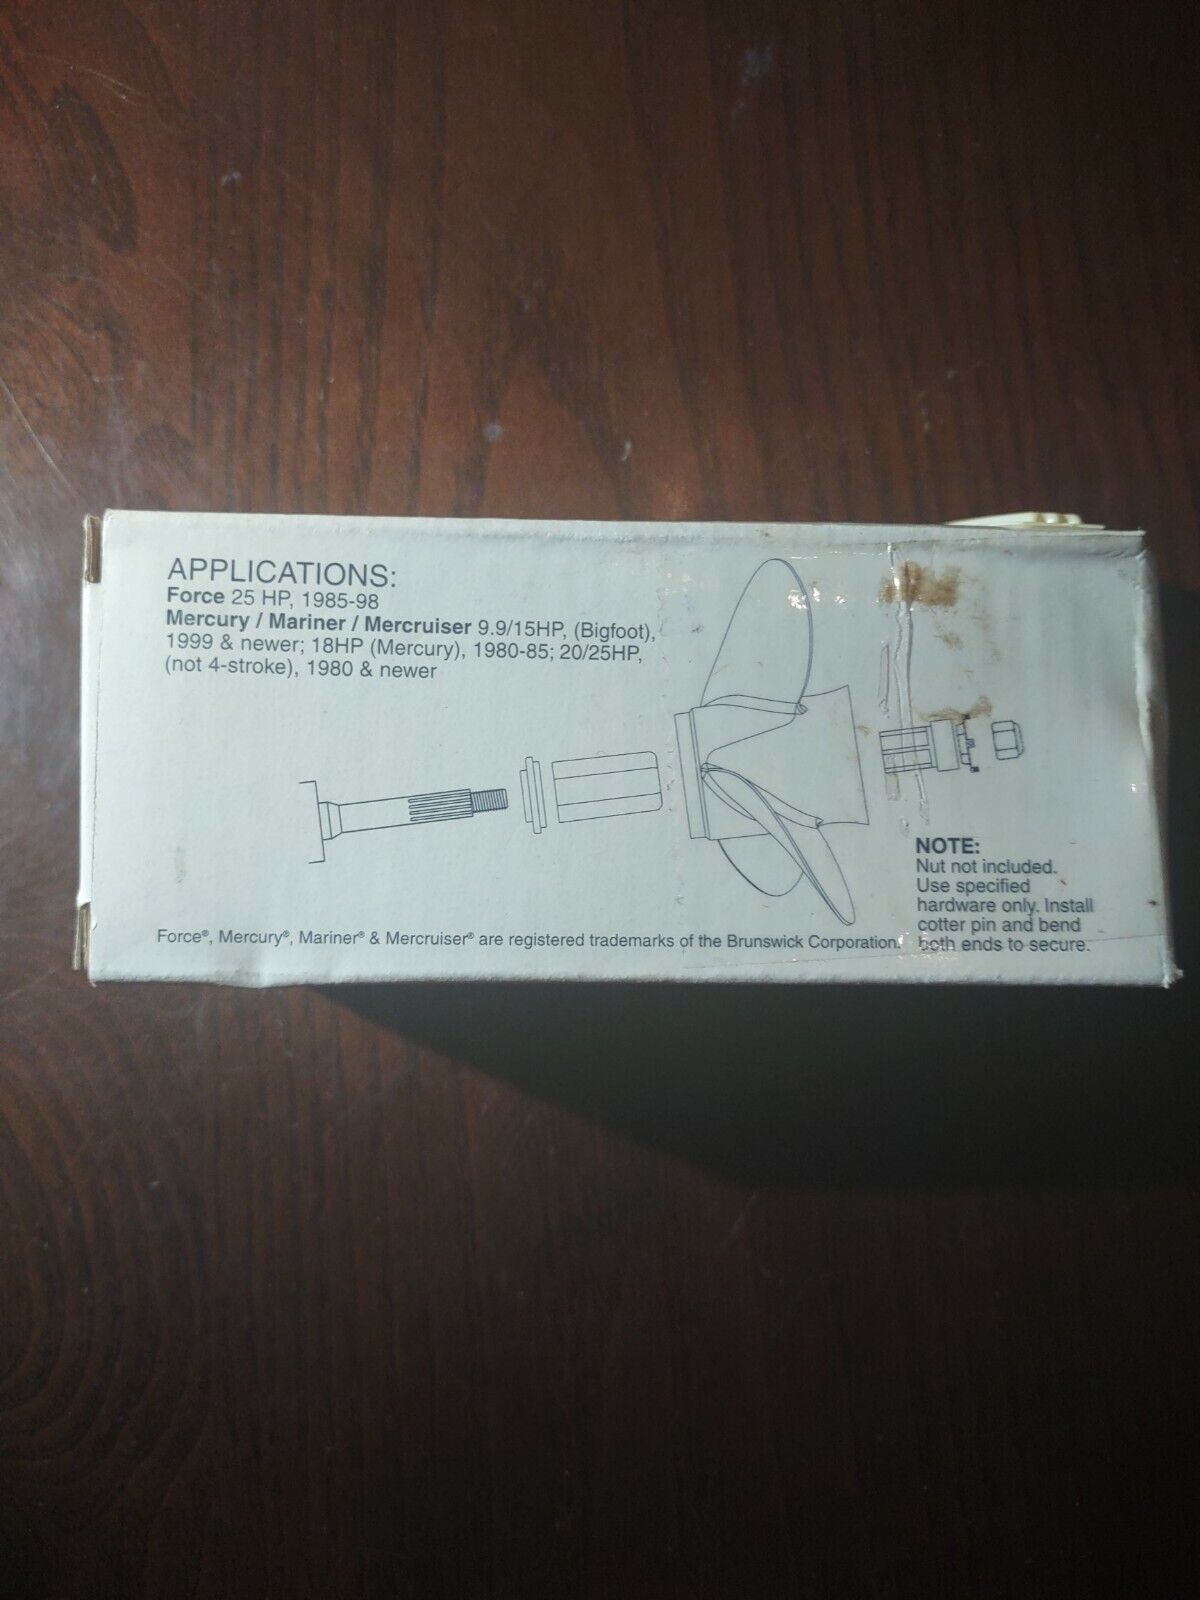 APPLICATIONS:
Force 25 HP, 1985-98
Mercury / Mariner / Mercruiser 9.9/15HP, (Bigfoot),
1999 & newer; 18HP (Mercury), 1980-85; 20/25HP,
(not 4-stroke), 1980 & newer
NOTE:
Nut not included.
Use specified
hardware only. Install
cotter pin and bend
both ends to secure.
Force®, Mercury®, Mariner® & Mercruiser® are registered trademarks of the Brunswick Corporation.